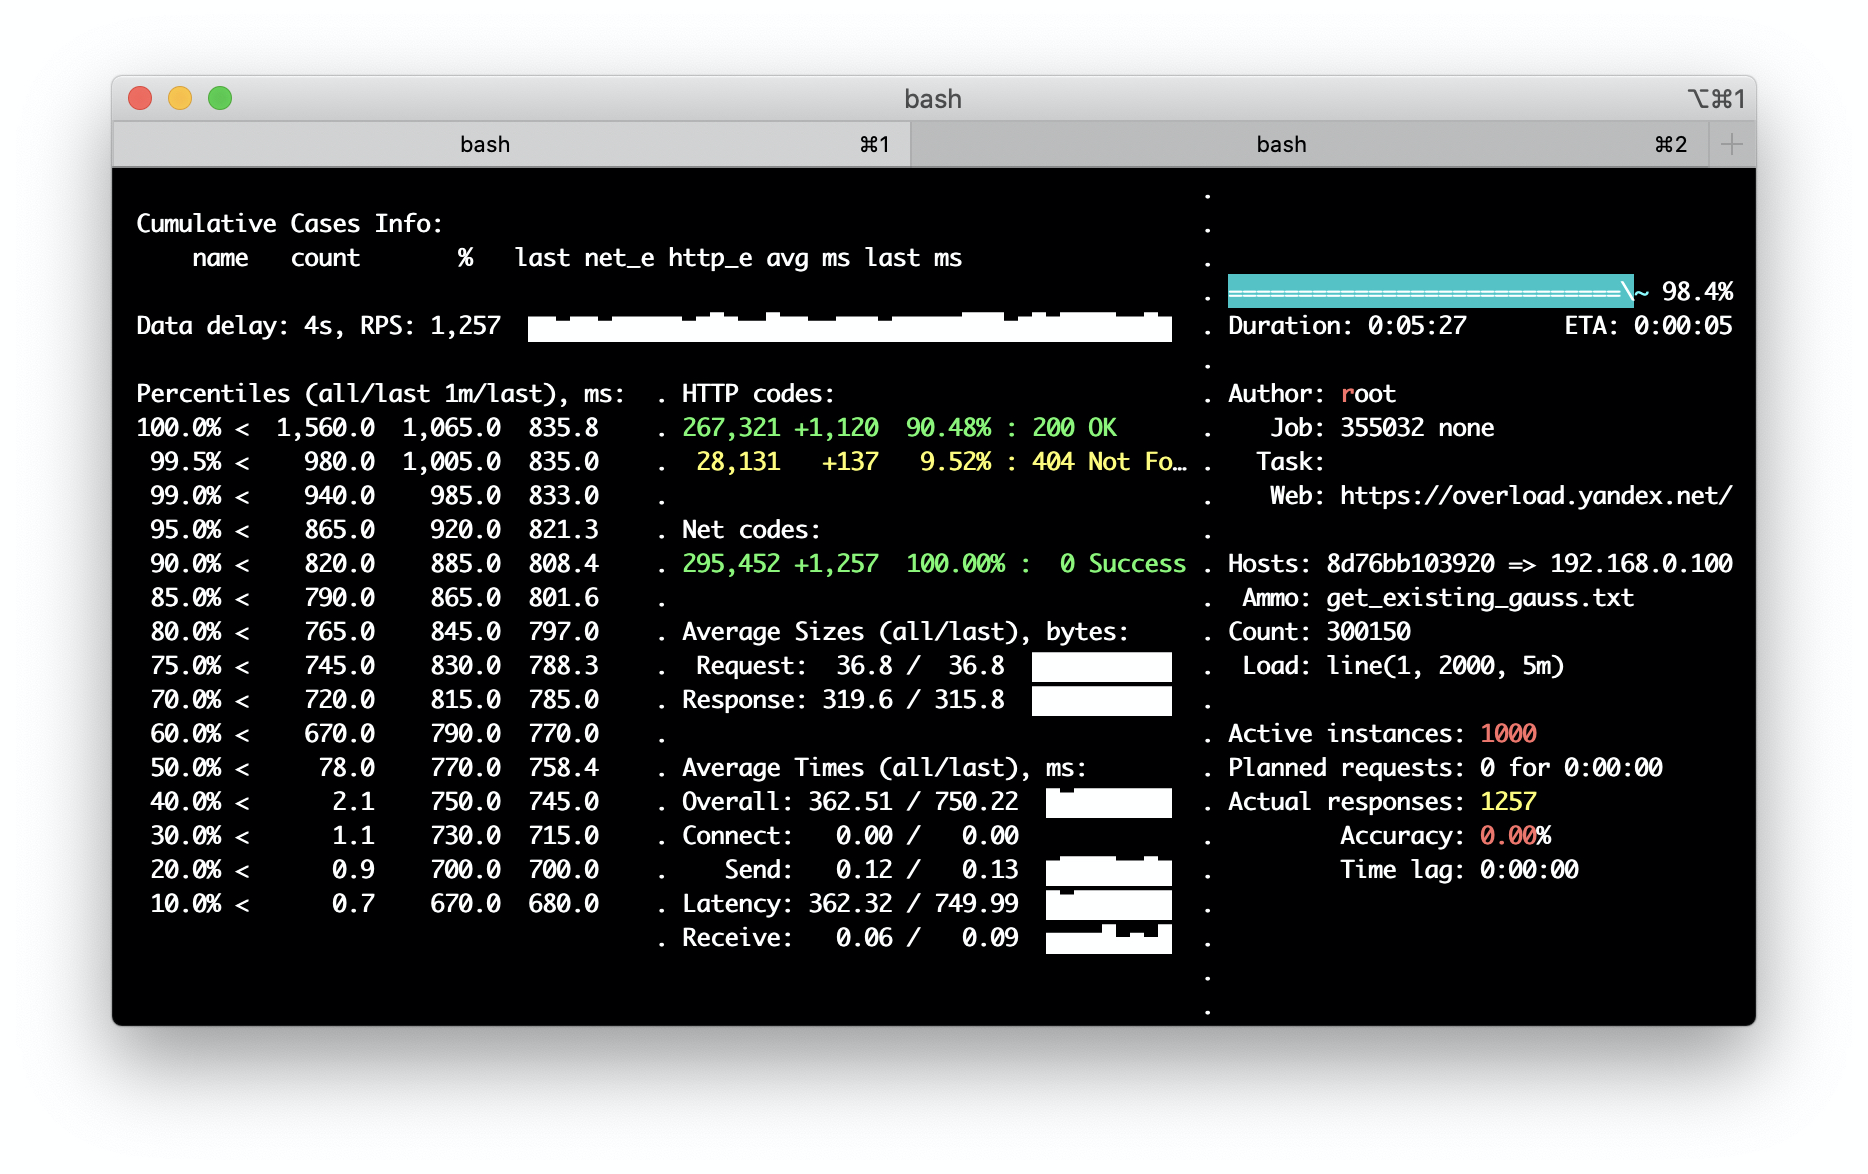 bash ⌥⌘1
bash ⌘1 bash ⌘2 +
Cumulative Cases Info:
name count % last net_e http_e avg ms last ms
Data delay: 4s, RPS: 1,257
Percentiles (all/last 1m/last), ms:
100.0% < 1,560.0 1,065.0 835.8
99.5% < 980.0 1,005.0 835.0
99.0% < 940.0 985.0 833.0
95.0% < 865.0 920.0 821.3
90.0% < 820.0 885.0 808.4
85.0% < 790.0 865.0 801.6
80.0% < 765.0 845.0 797.0
75.0% < 745.0 830.0 788.3
70.0% < 720.0 815.0 785.0
60.0% < 670.0 790.0 770.0
50.0% < 78.0 770.0 758.4
40.0% < 2.1 750.0 745.0
30.0% < 1.1 730.0 715.0
20.0% < 0.9 700.0 700.0
10.0% < 0.7 670.0 680.0
. HTTP codes:
. 267,321 +1,120 90.48% : 200 OK
. 28,131 +137 9.52% : 404 Not Fo…
.
. Net codes:
. 295,452 +1,257 100.00% : 0 Success
.
. Average Sizes (all/last), bytes:
. Request: 36.8 / 36.8
. Response: 319.6 / 315.8
.
. Average Times (all/last), ms:
. Overall: 362.51 / 750.22
. Connect: 0.00 / 0.00
. Send: 0.12 / 0.13
. Latency: 362.32 / 749.99
. Receive: 0.06 / 0.09
.
.
.
. =============================\~ 98.4%
. Duration: 0:05:27 ETA: 0:00:05
.
. Author: root
. Job: 355032 none
. Task:
. Web: https://overload.yandex.net/
.
. Hosts: 8d76bb103920 => 192.168.0.100
. Ammo: get_existing_gauss.txt
. Count: 300150
. Load: line(1, 2000, 5m)
.
. Active instances: 1000
. Planned requests: 0 for 0:00:00
. Actual responses: 1257
. Accuracy: 0.00%
. Time lag: 0:00:00
.
.
.
.